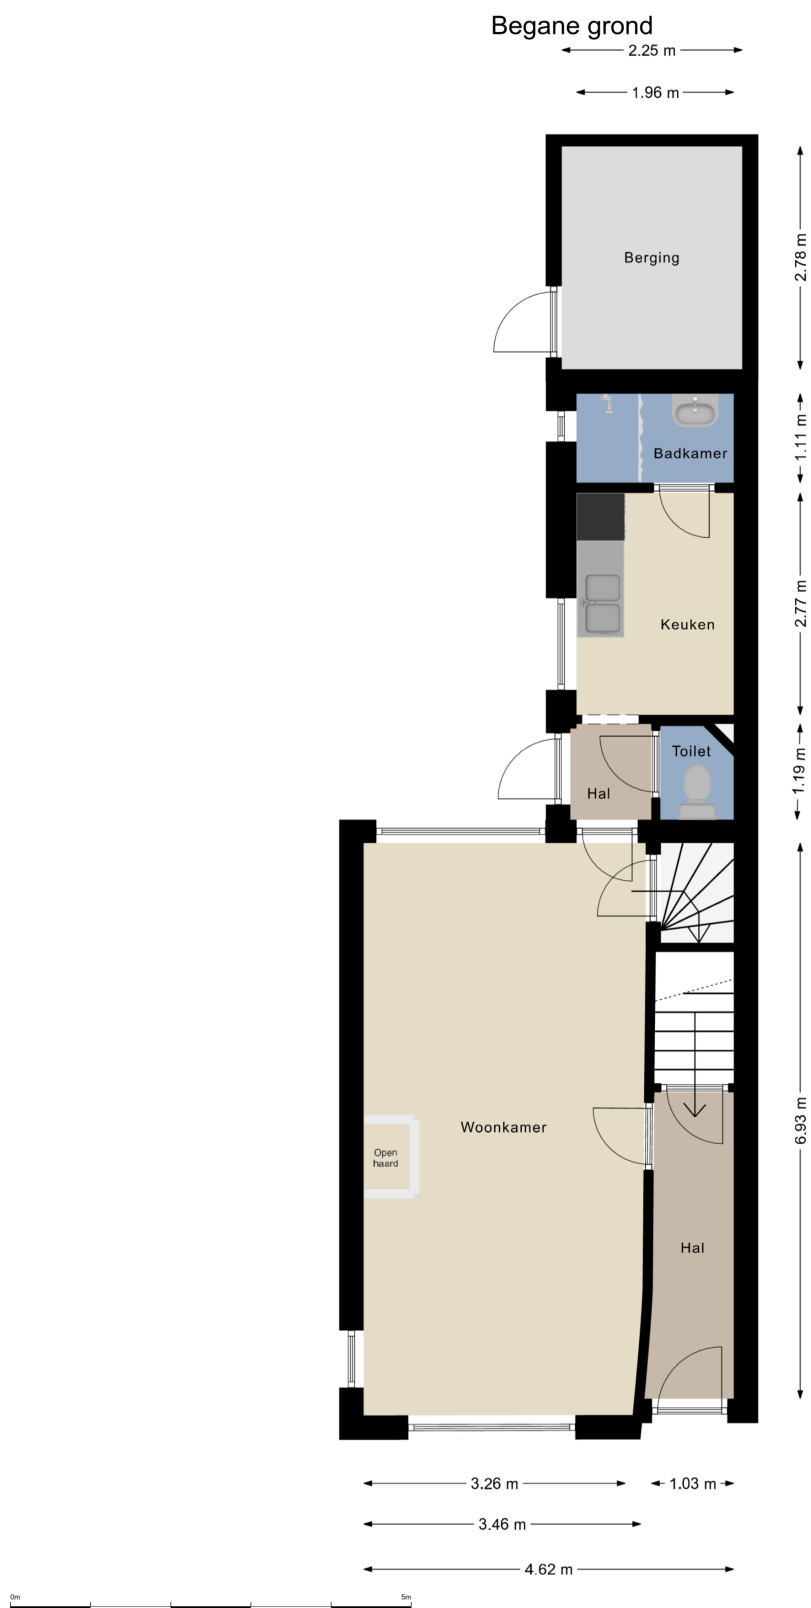 Begane grond
2.25 m
1.96 m
Berging
2.78 m
Badkamer
1.11 m
Keuken
2.77 m
Toilet
Hal
1.19 m
Woonkamer
Open
haard
6.93 m
Hal
3.26 m
1.03 m
3.46 m
4.62 m
0m
5m